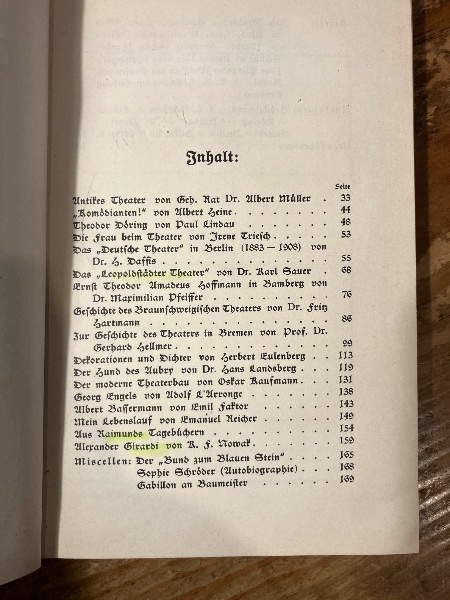 Inhalt:
Seite
Antikes Theater von Geh. Rat Dr. Albert Müller . 33
„Komödianten!“ von Albert Heine. . . . . . . . 44
Theodor Döring von Paul Lindau . . . . . . . 48
Die Frau beim Theater von Irene Triesch . . . . . 53
Das „Deutsche Theater“ in Berlin (1883–1908) von
Dr. H. Daffis . . . . . . . . . . . . . 55
Das „Leopoldstädter Theater“ von Dr. Karl Sauer . 68
Ernst Theodor Amadeus Hoffmann in Bamberg von
Dr. Maximilian Pfeiffer . . . . . . . . . 76
Geschichte des Braunschweigischen Theaters von Dr. Fritz
Hartmann . . . . . . . . . . . . . . 86
Zur Geschichte des Theaters in Bremen von Prof. Dr.
Gerhard Hellmer . . . . . . . . . . . . 99
Dekorationen und Dichter von Herbert Eulenberg . . . 113
Der Hund des Aubry von Dr. Hans Landsberg . . . . 119
Der moderne Theaterbau von Oskar Kaufmann . . . . 131
Georg Engels von Adolf L'Arronge . . . . . . . 138
Albert Bassermann von Emil Faktor . . . . . . . 143
Mein Lebenslauf von Emanuel Reicher . . . . . . 149
Aus Raimunds Tagebüchern . . . . . . . . . . 154
Alexander Girardi von K. F. Nowak . . . . . . . 159
Miscellen: Der „Bund zum Blauen Stein“ . . . . . 165
Sophie Schröder (Autobiographie) . . . . 168
Gabillon an Baumeister . . . . . . . 169